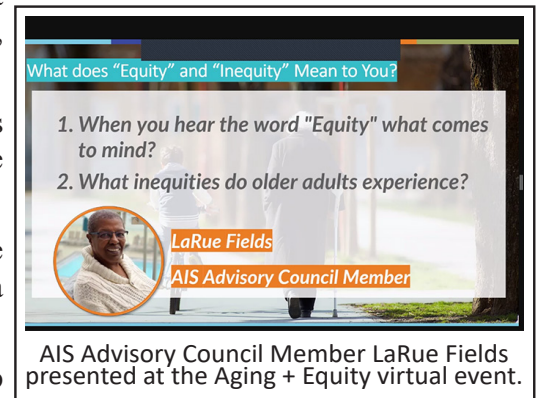 What does “Equity” and “Inequity” Mean to You?
1. When you hear the word "Equity" what comes
to mind?
2. What inequities do older adults experience?
LaRue Fields
AIS Advisory Council Member
AIS Advisory Council Member LaRue Fields
presented at the Aging + Equity virtual event.